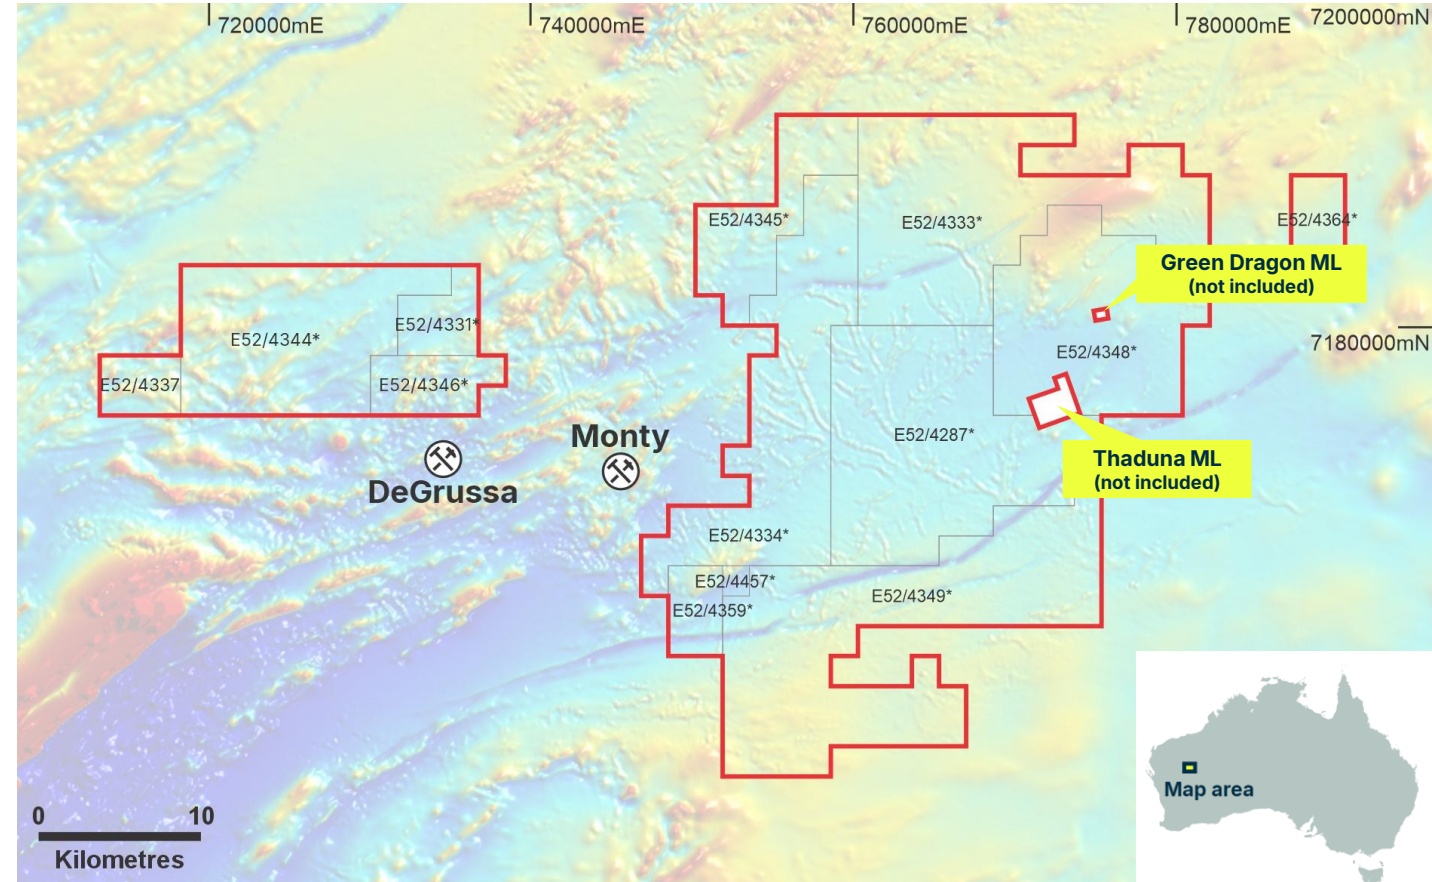 720000mE
740000mE
760000mE
780000mE
7200000mN
E52/4345*
E52/4333*
E52/4364*
Green Dragon ML
(not included)
E52/4344*
E52/4331*
E52/4348*
7180000mN
E52/4337
E52/4346*
Monty
E52/4287*
DeGrussa
Thaduna ML
(not included)
E52/4334*
E52/4457*
E52/4359*
E52/4349*
Map area
0 10
Kilometres